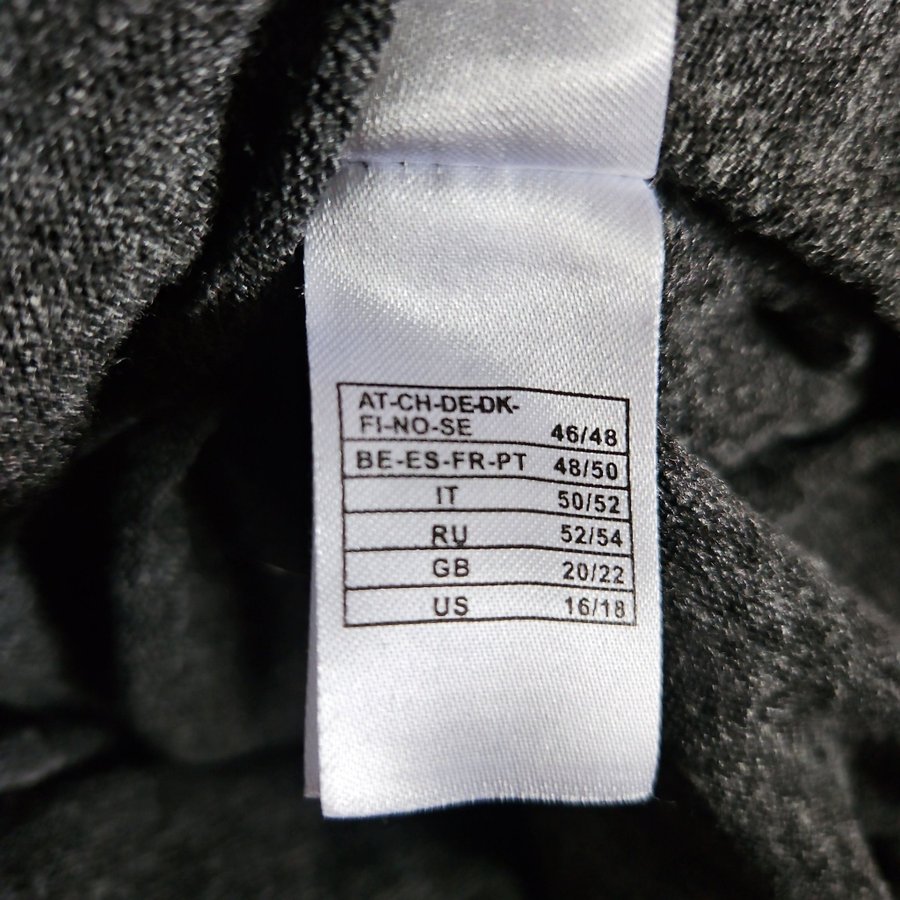 AT-CH-DE-DK-
FI-NO-SE 46/48
BE-ES-FR-PT 48/50
IT 50/52
RU 52/54
GB 20/22
US 16/18